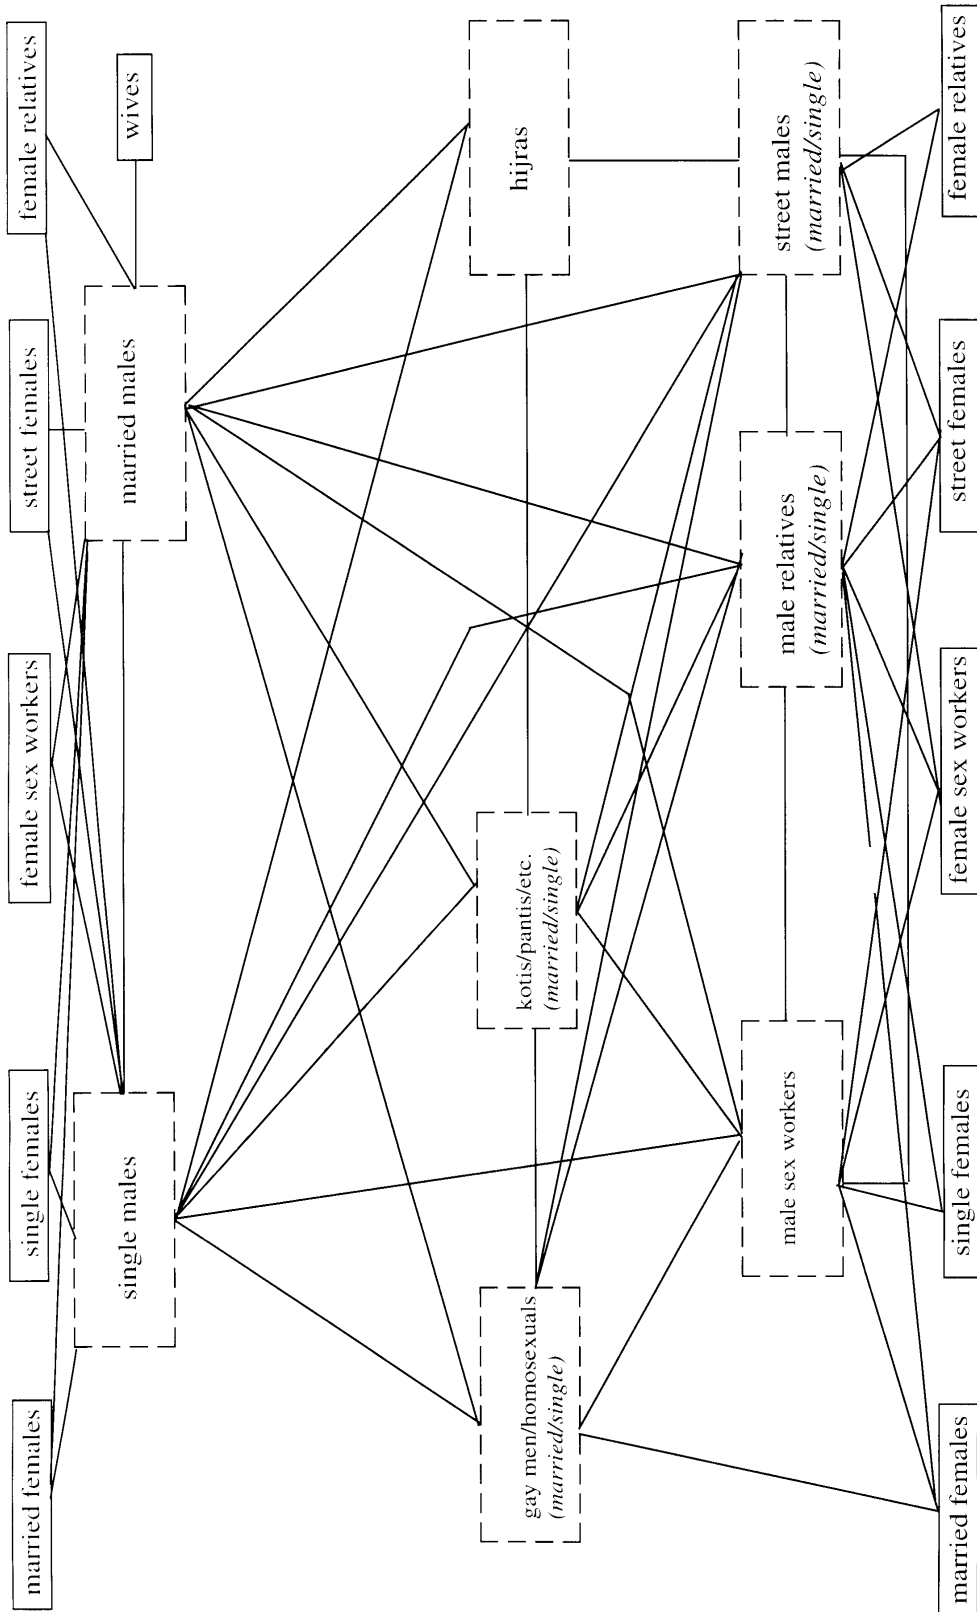 married females
single females
female sex workers
street females
female relatives
wives
single males
married males
gay men/homosexuals
(married/single)
kotis/pantis/etc.
(married/single)
hijras
male sex workers
male relatives
(married/single)
street males
(married/single)
married females
single females
female sex workers
street females
female relatives